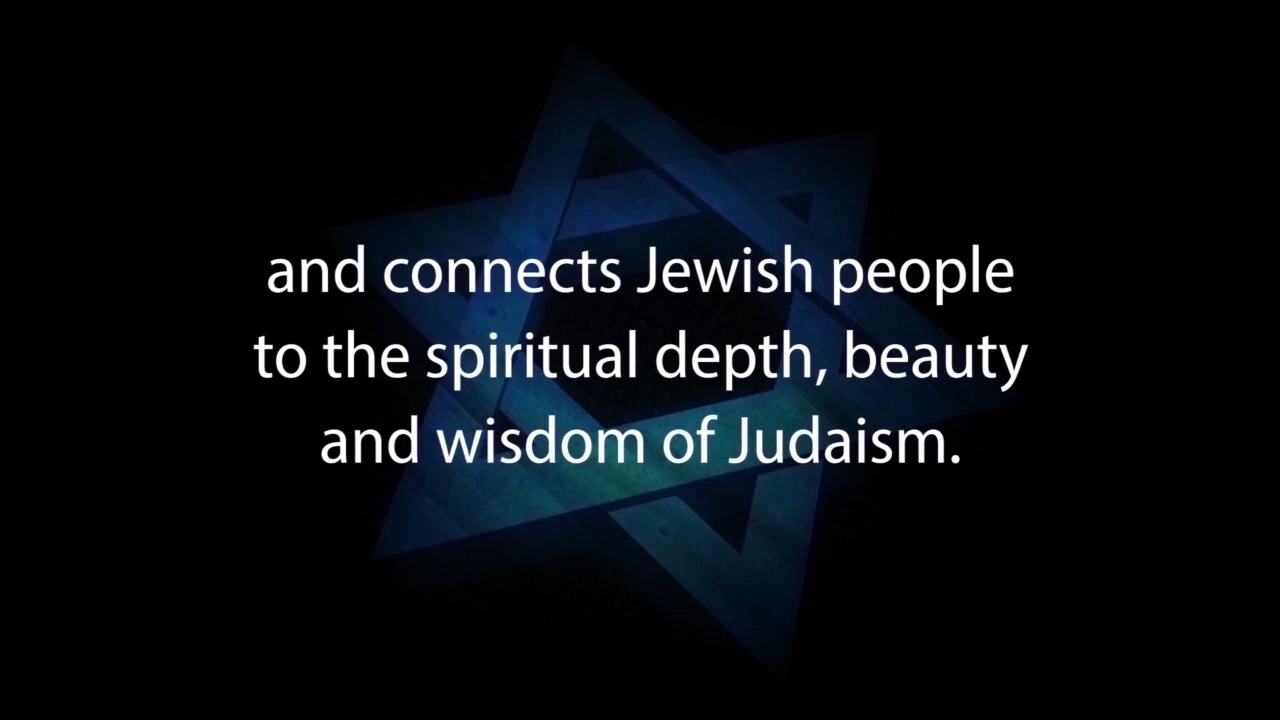 and connects Jewish people
to the spiritual depth, beauty
and wisdom of Judaism.